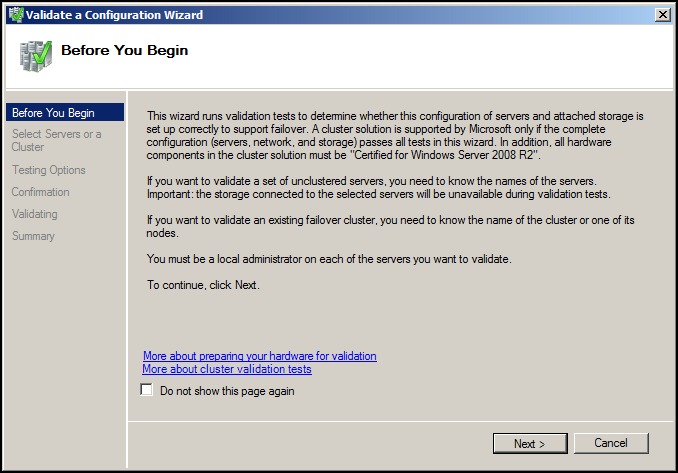 Validate a Configuration Wizard
Before You Begin
Before You Begin
Select Servers or a
Cluster
Testing Options
Confirmation
Validating
Summary
This wizard runs validation tests to determine whether this configuration of servers and attached storage is
set up correctly to support failover. A cluster solution is supported by Microsoft only if the complete
configuration (servers, network, and storage) passes all tests in this wizard. In addition, all hardware
components in the cluster solution must be "Certified for Windows Server 2008 R2".
If you want to validate a set of unclustered servers, you need to know the names of the servers.
Important: the storage connected to the selected servers will be unavailable during validation tests.
If you want to validate an existing failover cluster, you need to know the name of the cluster or one of its
nodes.
You must be a local administrator on each of the servers you want to validate.
To continue, click Next.
More about preparing your hardware for validation
More about cluster validation tests
Do not show this page again
Next >
Cancel